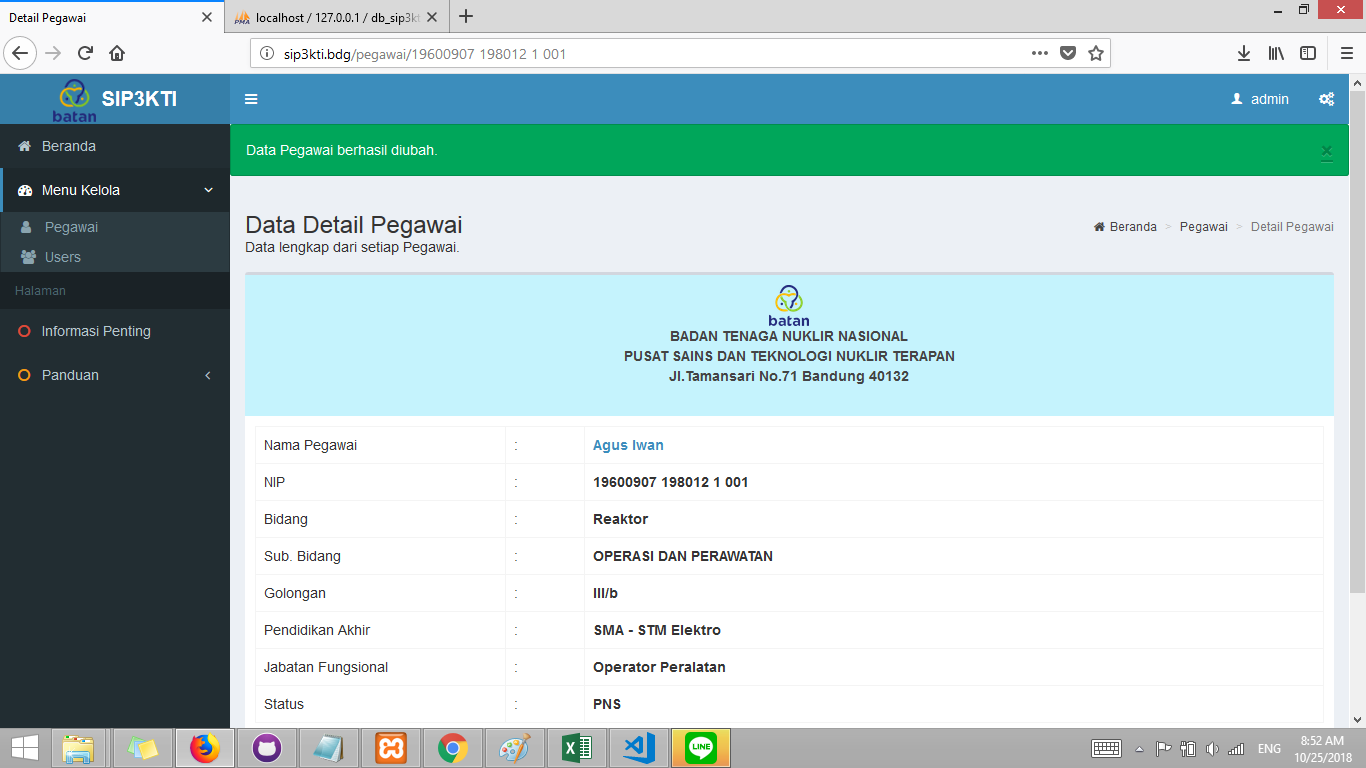 Detail Pegawai
localhost / 127.0.0.1 / db_sip3kt
sip3kti.bdg/pegawai/19600907 198012 1 001
batan
SIP3KTI
admin
Beranda
Menu Kelola
Pegawai
Users
Halaman
Informasi Penting
Panduan
Data Pegawai berhasil diubah.
×
Data Detail Pegawai
Data lengkap dari setiap Pegawai.
Beranda > Pegawai > Detail Pegawai
batan
BADAN TENAGA NUKLIR NASIONAL
PUSAT SAINS DAN TEKNOLOGI NUKLIR TERAPAN
Jl.Tamansari No.71 Bandung 40132
Nama Pegawai : Agus Iwan
NIP : 19600907 198012 1 001
Bidang : Reaktor
Sub. Bidang : OPERASI DAN PERAWATAN
Golongan : III/b
Pendidikan Akhir : SMA - STM Elektro
Jabatan Fungsional : Operator Peralatan
Status : PNS
LINE
ENG
8:52 AM
10/25/2018